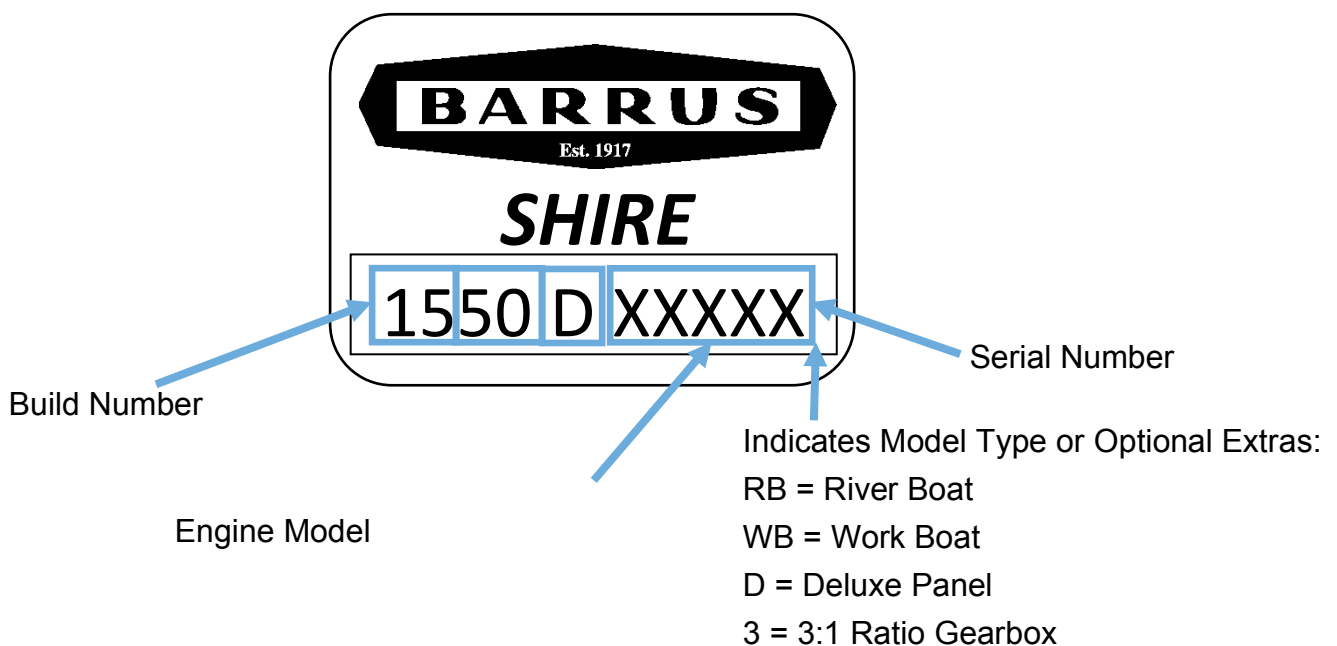 BARRUS
Est. 1917
SHIRE
1550 D XXXXX
Serial Number
Build Number
Indicates Model Type or Optional Extras:
RB = River Boat
Engine Model
WB = Work Boat
D = Deluxe Panel
3 = 3:1 Ratio Gearbox